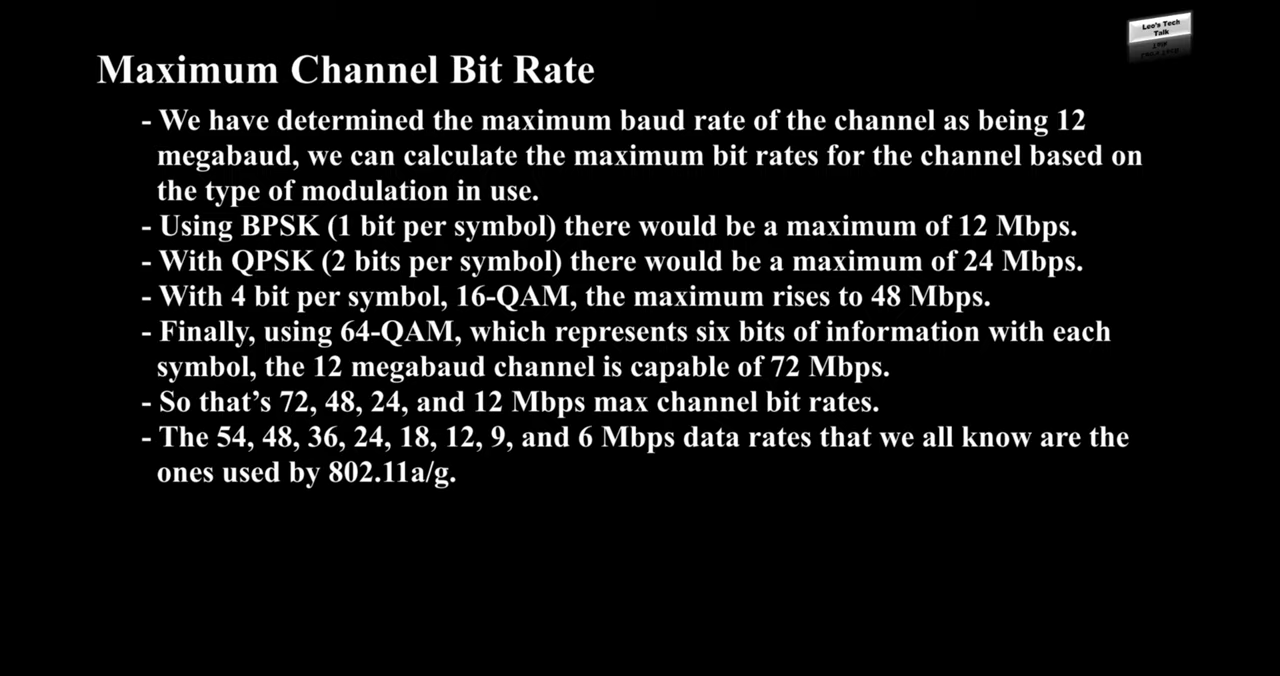 Leo's Tech
Talk
Maximum Channel Bit Rate
- We have determined the maximum baud rate of the channel as being 12
megabaud, we can calculate the maximum bit rates for the channel based on
the type of modulation in use.
- Using BPSK (1 bit per symbol) there would be a maximum of 12 Mbps.
- With QPSK (2 bits per symbol) there would be a maximum of 24 Mbps.
- With 4 bit per symbol, 16-QAM, the maximum rises to 48 Mbps.
- Finally, using 64-QAM, which represents six bits of information with each
symbol, the 12 megabaud channel is capable of 72 Mbps.
- So that’s 72, 48, 24, and 12 Mbps max channel bit rates.
- The 54, 48, 36, 24, 18, 12, 9, and 6 Mbps data rates that we all know are the
ones used by 802.11a/g.